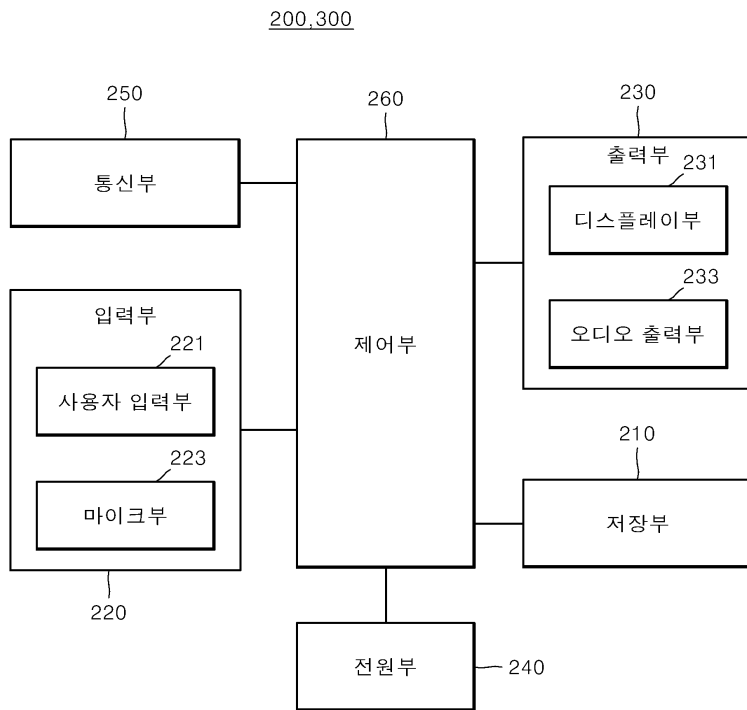 200,300
250
260
230
통신부
출력부
231
디스플레이부
233
오디오 출력부
입력부
221
사용자 입력부
223
마이크부
220
제어부
210
저장부
전원부
240